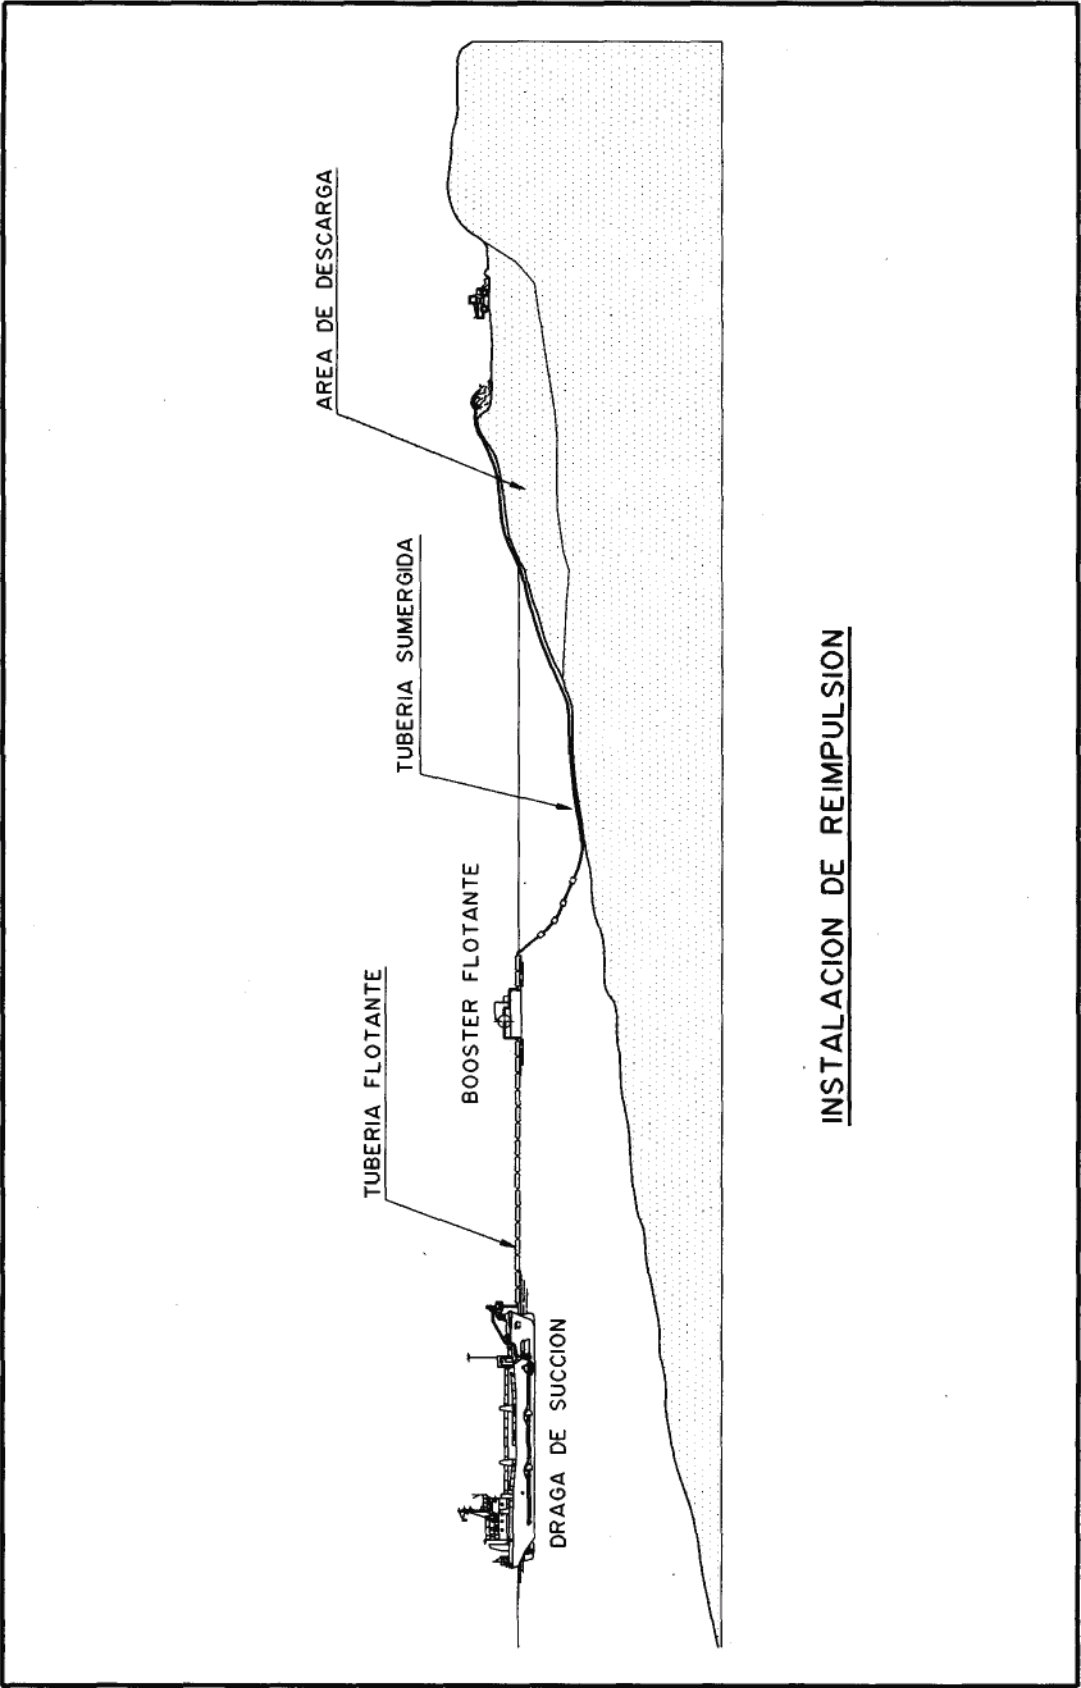 TUBERIA FLOTANTE
TUBERIA SUMERGIDA
AREA DE DESCARGA
BOOSTER FLOTANTE
DRAGA DE SUCCION
INSTALACION DE REIMPULSION